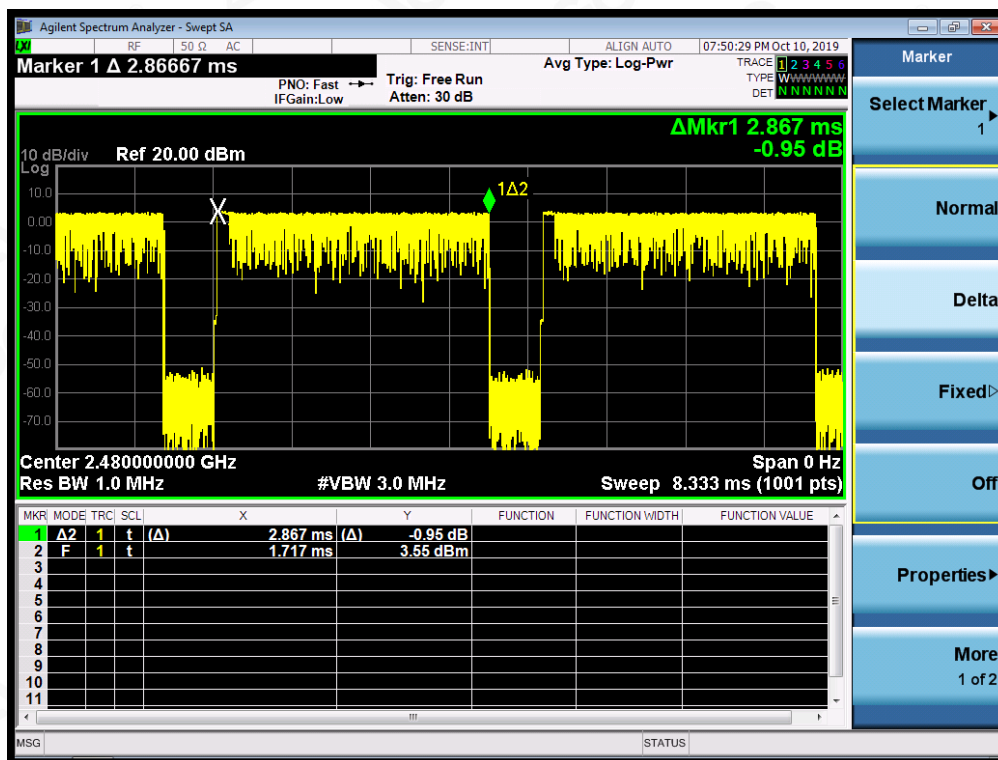 Agilent Spectrum Analyzer - Swept SA
LXI RF 50 Ω AC SENSE:INT ALIGN AUTO 07:50:29 PM Oct 10, 2019
Marker 1 Δ 2.86667 ms
PNO: Fast
IFGain:Low
Trig: Free Run
Atten: 30 dB
Avg Type: Log-Pwr
TRACE 1 2 3 4 5 6
TYPE WWWWWWW
DET N N N N N N
ΔMkr1 2.867 ms
-0.95 dB
10 dB/div Ref 20.00 dBm
Log
10.0
0.00
-10.0
-20.0
-30.0
-40.0
-50.0
-60.0
-70.0
X
1Δ2
Center 2.480000000 GHz Span 0 Hz
Res BW 1.0 MHz #VBW 3.0 MHz Sweep 8.333 ms (1001 pts)
MKR MODE TRC SCL X Y FUNCTION FUNCTION WIDTH FUNCTION VALUE
1 Δ2 1 t (Δ) 2.867 ms (Δ) -0.95 dB
2 F 1 t 1.717 ms 3.55 dBm
3
4
5
6
7
8
9
10
11
MSG STATUS
Marker
Select Marker
1
Normal
Delta
Fixed
Off
Properties
More
1 of 2